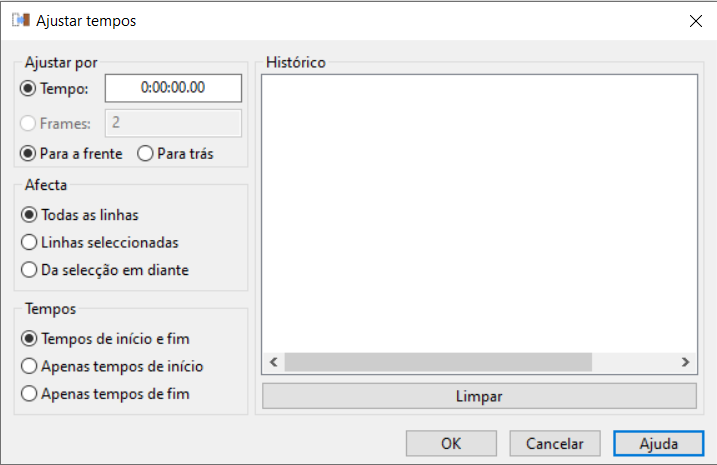 Ajustar tempos
Ajustar por
Tempo: 0:00:00.00
Frames: 2
Para a frente Para trás
Afecta
Todas as linhas
Linhas seleccionadas
Da selecção em diante
Tempos
Tempos de início e fim
Apenas tempos de início
Apenas tempos de fim
Histórico
Limpar
OK Cancelar Ajuda